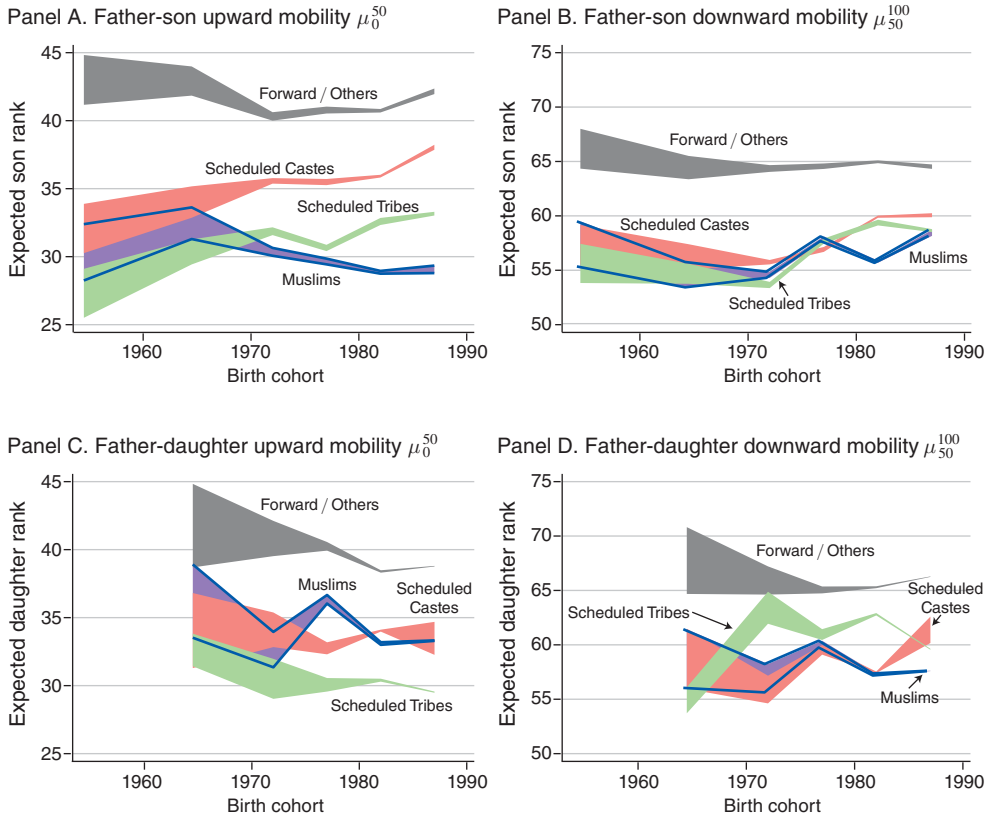 Panel A. Father-son upward mobility μ₀⁵⁰
45
40
35
30
25
Expected son rank
Forward / Others
Scheduled Castes
Scheduled Tribes
Muslims
1960
1970
1980
1990
Birth cohort
Panel B. Father-son downward mobility μ₅₀¹⁰⁰
75
70
65
60
55
50
Expected son rank
Forward / Others
Scheduled Castes
Muslims
Scheduled Tribes
1960
1970
1980
1990
Birth cohort
Panel C. Father-daughter upward mobility μ₀⁵⁰
45
40
35
30
25
Expected daughter rank
Forward / Others
Muslims
Scheduled
Castes
Scheduled Tribes
1960
1970
1980
1990
Birth cohort
Panel D. Father-daughter downward mobility μ₅₀¹⁰⁰
75
70
65
60
55
50
Expected daughter rank
Forward / Others
Scheduled Tribes
Scheduled
Castes
Muslims
1960
1970
1980
1990
Birth cohort